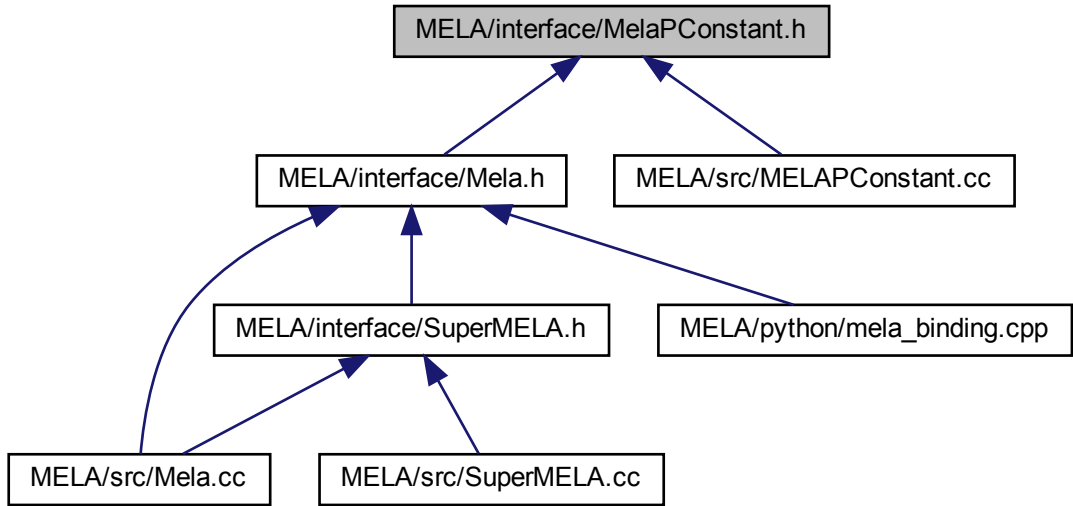 MELA/interface/MelaPConstant.h
MELA/interface/Mela.h
MELA/src/MELAPConstant.cc
MELA/interface/SuperMELA.h
MELA/python/mela_binding.cpp
MELA/src/Mela.cc
MELA/src/SuperMELA.cc